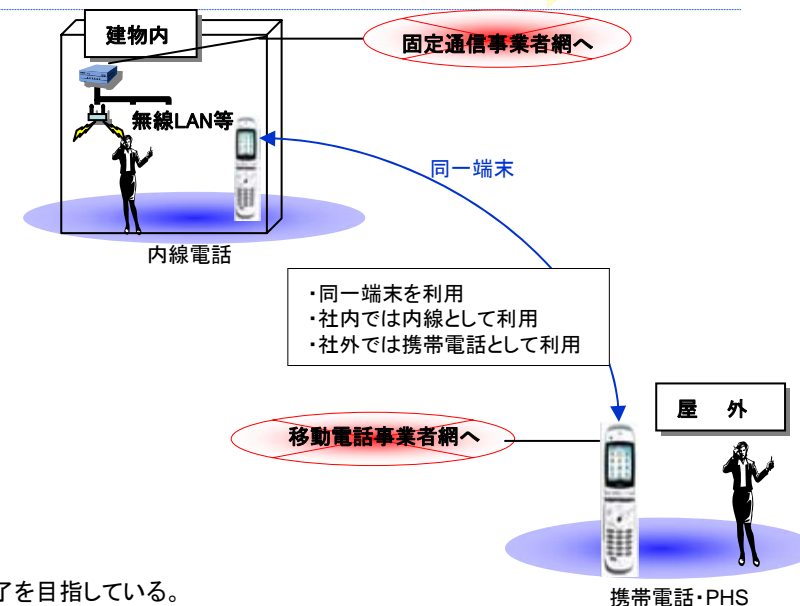 建物内
固定通信事業者網へ
無線LAN等
同一端末
内線電話
・同一端末を利用
・社内では内線として利用
・社外では携帯電話として利用
屋 外
移動電話事業者網へ
了を目指している。
携帯電話・PHS